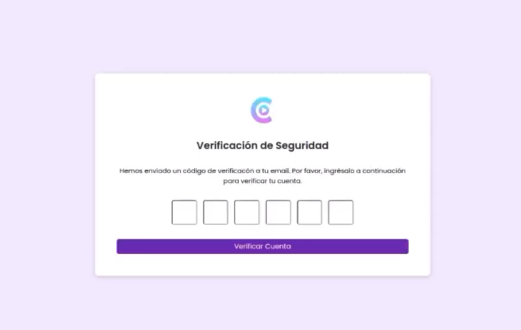 Verificación de Seguridad
Hemos enviado un código de verificacón a tu email. Por favor, ingrésalo a continuación
para verificar tu cuenta.
Verificar Cuenta